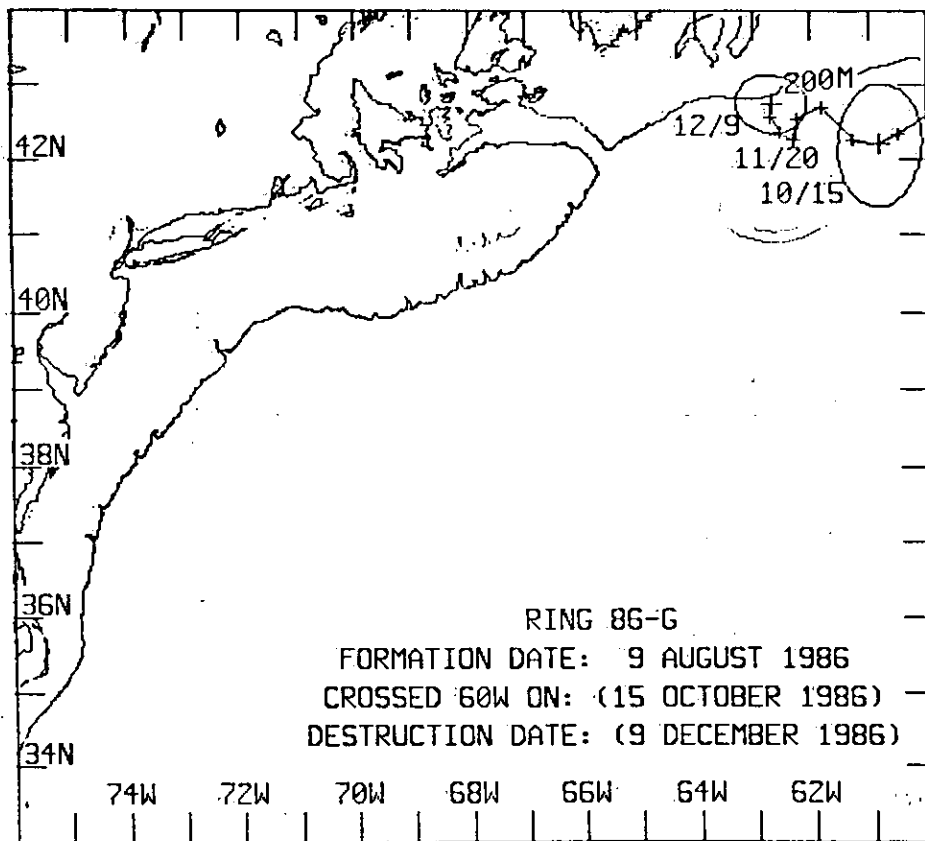 200M
12/9
42N
11/20
10/15
40N
38N
36N
RING 86-G
FORMATION DATE: 9 AUGUST 1986
CROSSED 60W ON: (15 OCTOBER 1986)
DESTRUCTION DATE: (9 DECEMBER 1986)
34N
74W 72W 70W 68W 66W 64W 62W